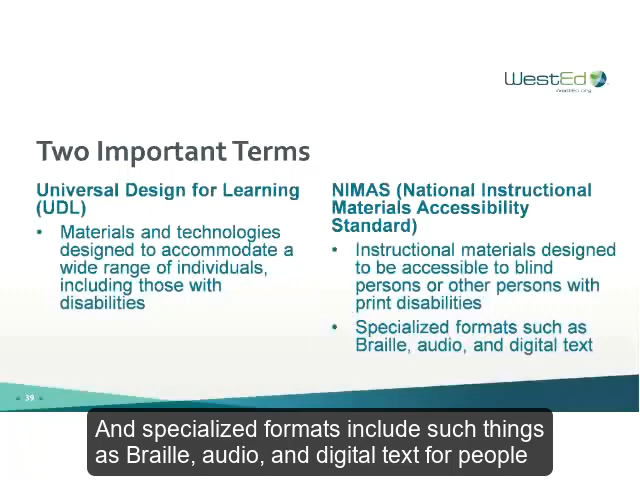 WestEd
WestEd.org
Two Important Terms
Universal Design for Learning
(UDL)
• Materials and technologies
designed to accommodate a
wide range of individuals,
including those with
disabilities
NIMAS (National Instructional
Materials Accessibility
Standard)
• Instructional materials designed
to be accessible to blind
persons or other persons with
print disabilities
• Specialized formats such as
Braille, audio, and digital text
39
And specialized formats include such things
as Braille, audio, and digital text for people